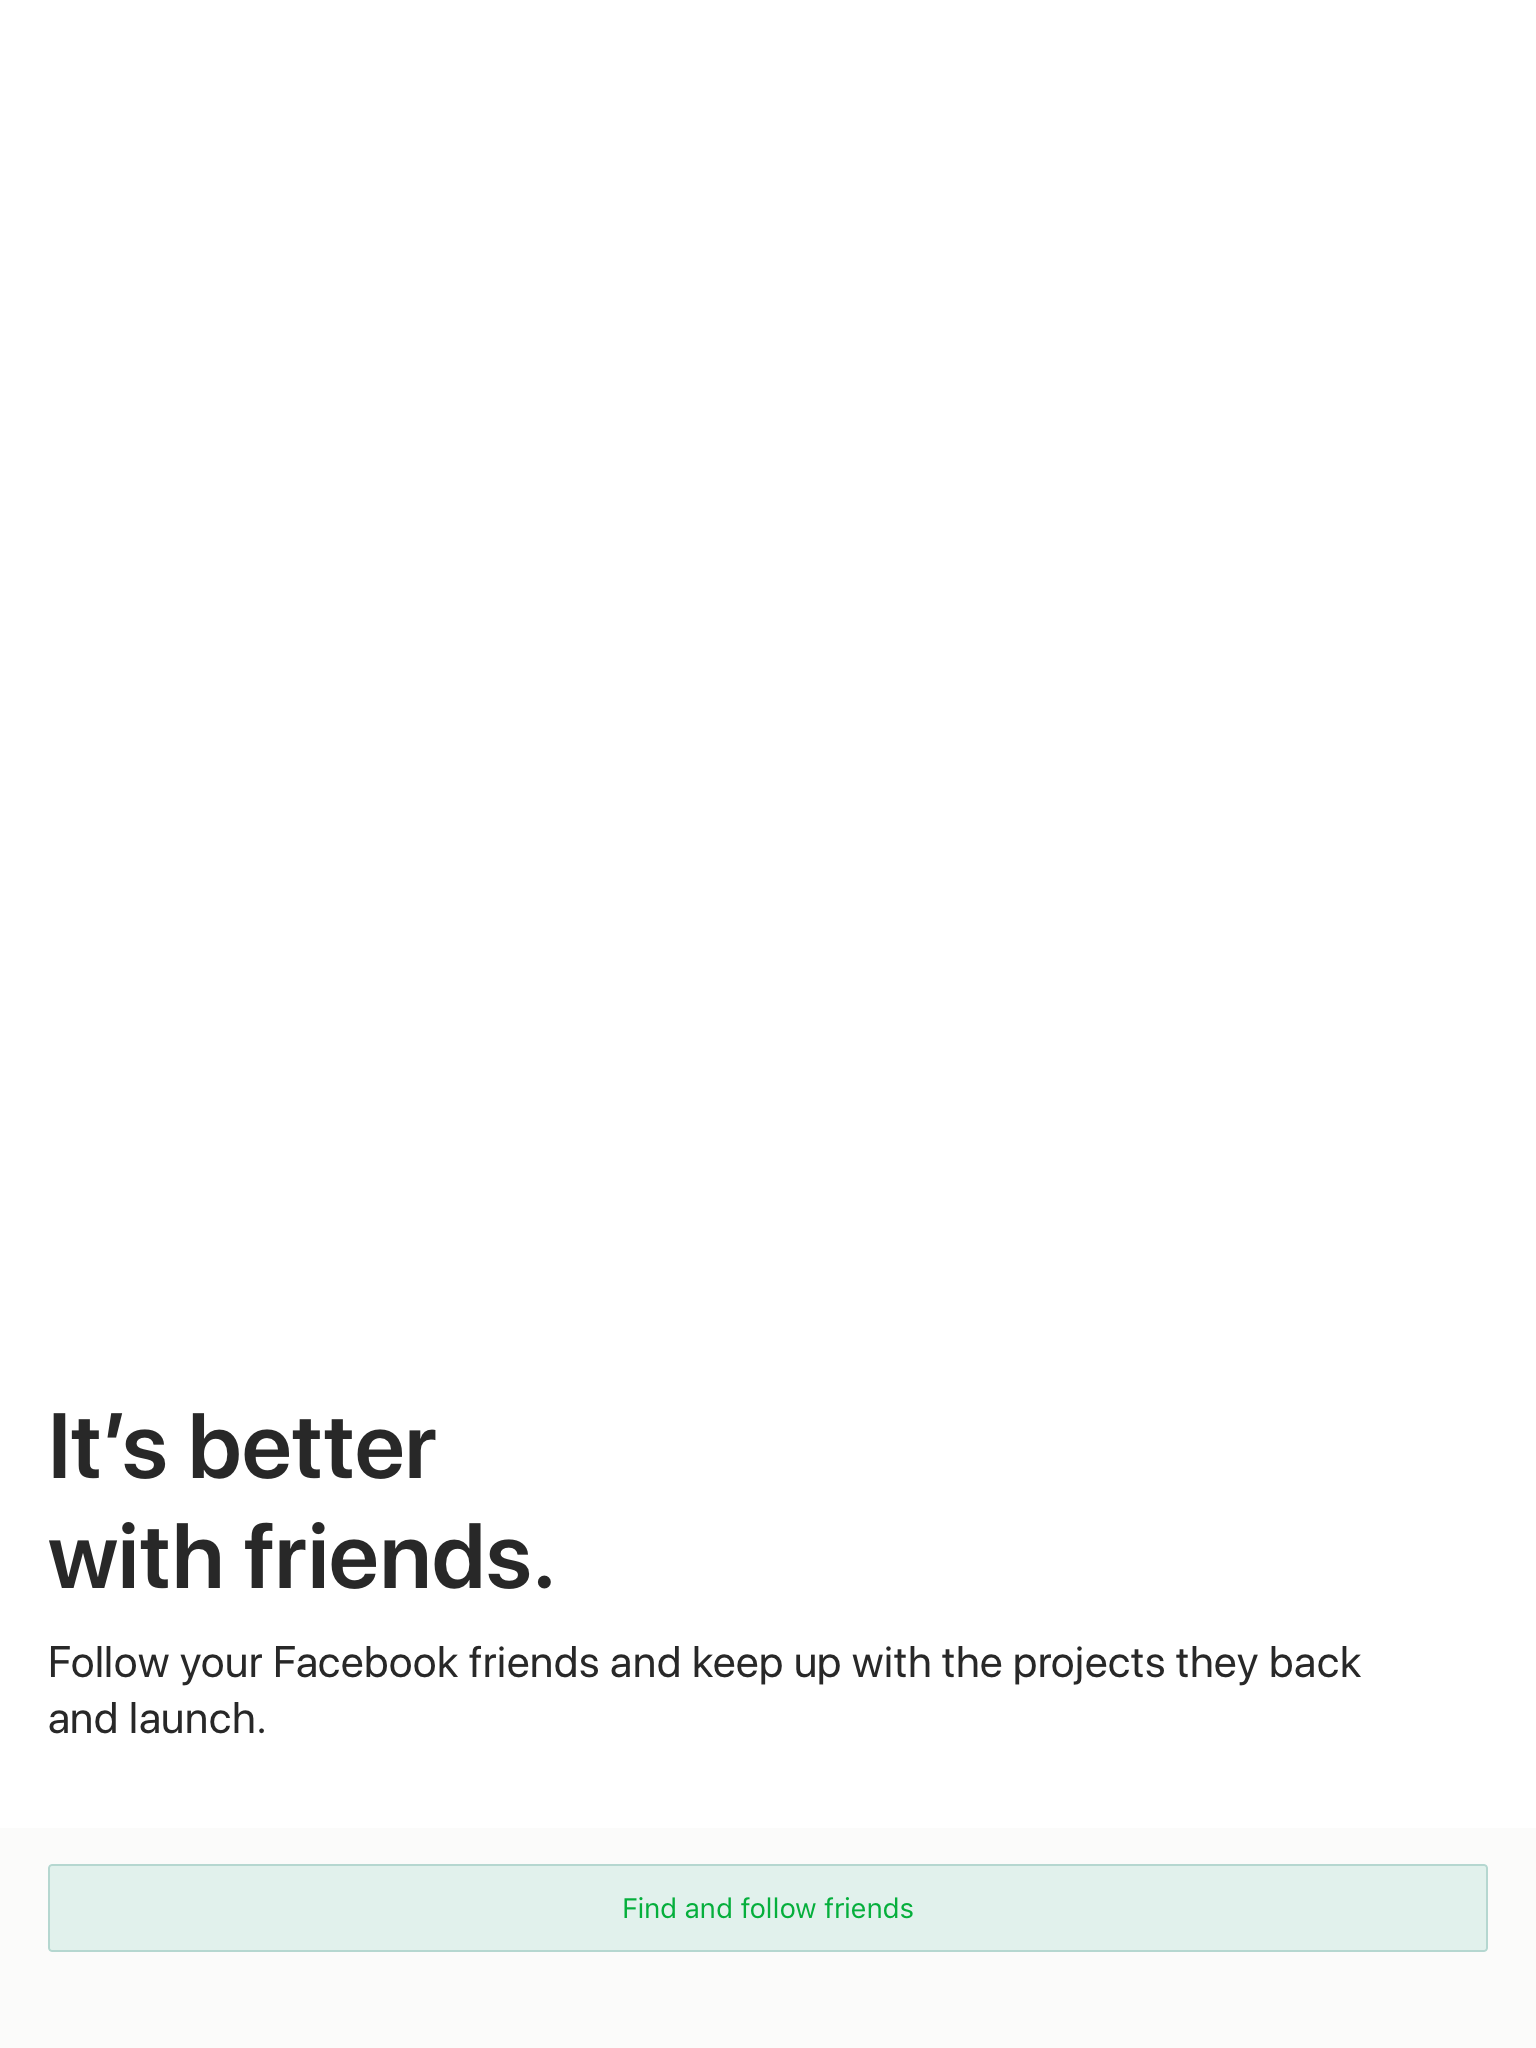 It’s better
with friends.
Follow your Facebook friends and keep up with the projects they back
and launch.
Find and follow friends